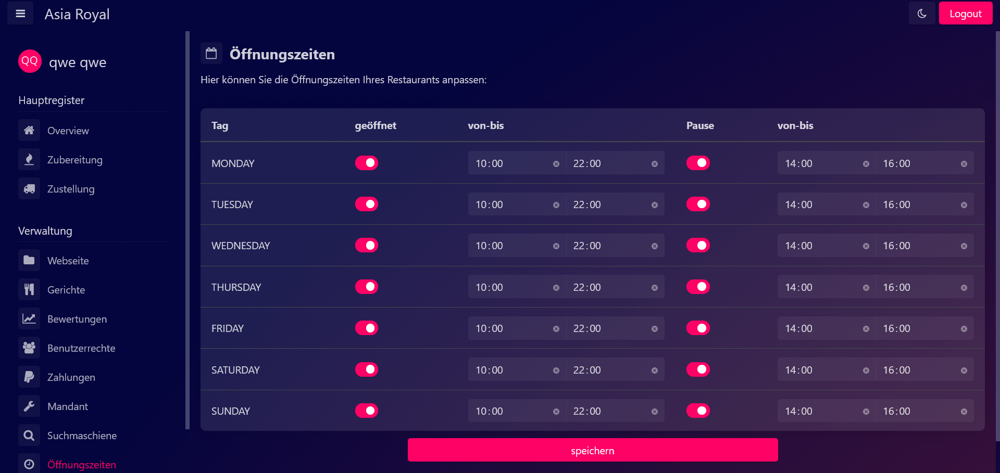 Asia Royal
Logout
QQ qwe qwe
Hauptregister
Overview
Zubereitung
Zustellung
Verwaltung
Webseite
Gerichte
Bewertungen
Benutzerrechte
Zahlungen
Mandant
Suchmaschiene
Öffnungszeiten
Öffnungszeiten
Hier können Sie die Öffnungszeiten Ihres Restaurants anpassen:
Tag geöffnet von-bis Pause von-bis
MONDAY 10:00 22:00 14:00 16:00
TUESDAY 10:00 22:00 14:00 16:00
WEDNESDAY 10:00 22:00 14:00 16:00
THURSDAY 10:00 22:00 14:00 16:00
FRIDAY 10:00 22:00 14:00 16:00
SATURDAY 10:00 22:00 14:00 16:00
SUNDAY 10:00 22:00 14:00 16:00
speichern